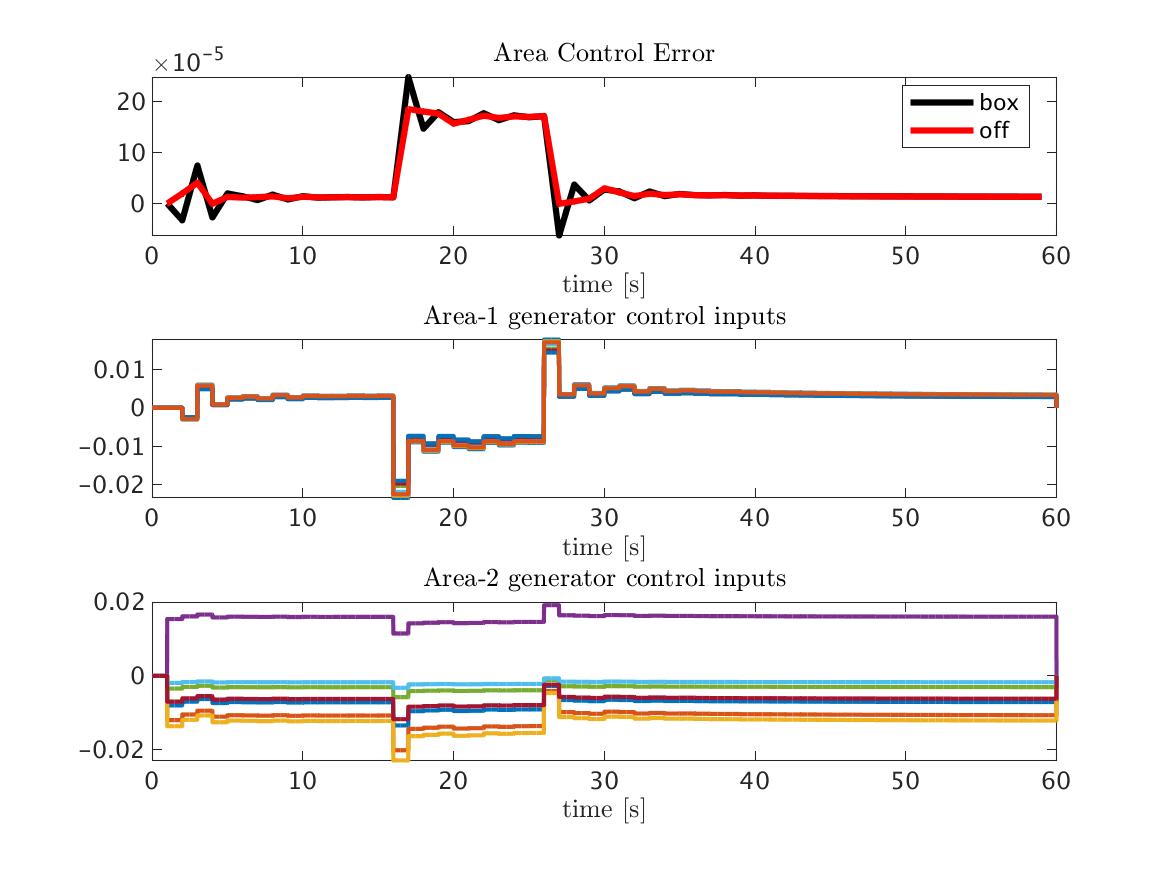 Area Control Error
×10⁻⁵
20
10
0
box
off
0 10 20 30 40 50 60
time [s]
Area-1 generator control inputs
0.01
0
−0.01
−0.02
0 10 20 30 40 50 60
time [s]
Area-2 generator control inputs
0.02
0
−0.02
0 10 20 30 40 50 60
time [s]